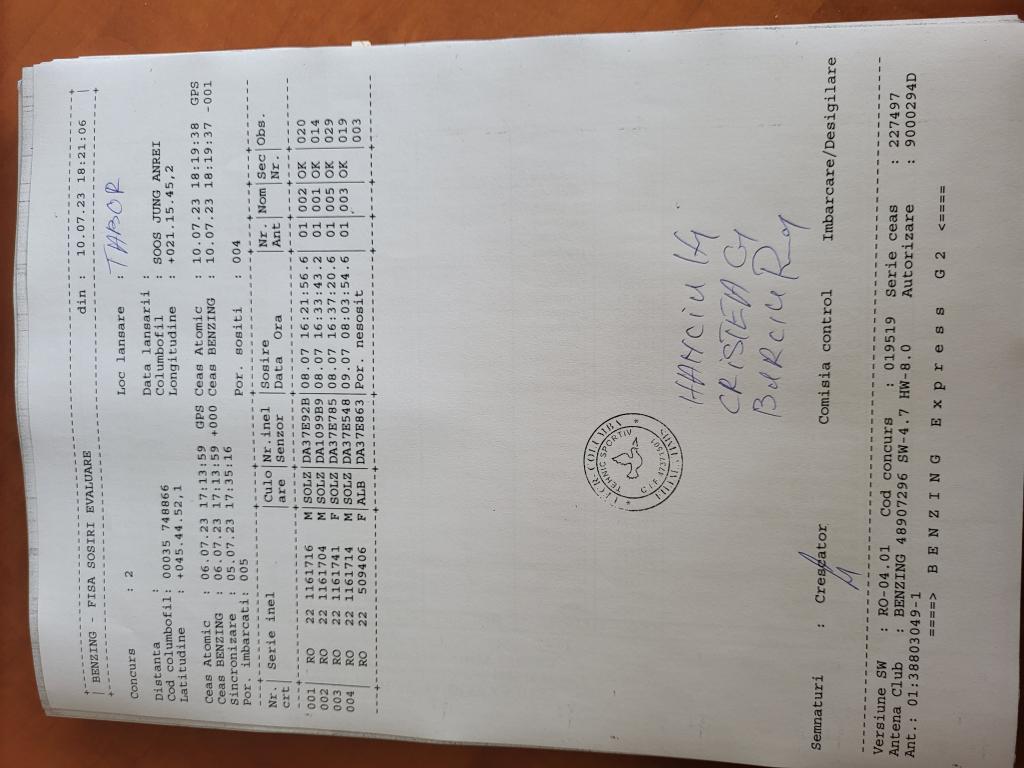 +-----------------------------------------------------------------------------+
| BENZING - FISA SOSIRI EVALUARE din : 10.07.23 18:21:06 |
+-----------------------------------------------------------------------------+
Concurs : 2 Loc lansare : TABOR
Distanta : Data lansarii :
Cod columbofil: 00035 748866 Columbofil : SOOS JUNG ANREI
Latitudine : +045.44.52,1 Longitudine : +021.15.45,2
Ceas Atomic : 06.07.23 17:13:59 GPS Ceas Atomic : 10.07.23 18:19:38 GPS
Ceas BENZING : 06.07.23 17:13:59 +000 Ceas BENZING : 10.07.23 18:19:37 -001
Sincronizare : 05.07.23 17:35:16
Por. imbarcati: 005 Por. sositi : 004
Nr.| Serie inel |Culo|Nr.inel |Sosire | Nr.|Nom|Sec|Obs.
crt| |are |Senzor |Data Ora | Ant| |Nr.|
001| RO 22 1161716 M|SOLZ|DA37E92B|08.07 16:21:56.6| 01|002|OK |020
002| RO 22 1161704 M|SOLZ|DA1099B9|08.07 16:33:43.2| 01|001|OK |014
003| RO 22 1161741 F|SOLZ|DA37E785|08.07 16:37:20.6| 01|005|OK |029
004| RO 22 1161714 M|SOLZ|DA37E548|09.07 08:03:54.6| 01|003|OK |019
| RO 22 509406 F|ALB |DA37E863|Por. nesosit | | | |003
TEHNIC SPORTIV
HANCIU
CRISTEA
BURCIU
Semnaturi : Crescator Comisia control Imbarcare/Desigilare
Versiune SW : RO-04.01 Cod concurs : 019519 Serie ceas : 227497
Antena Club : BENZING 48907296 SW-4.7 HW-8.0 Autorizare : 9000294D
Ant.: 01:38803049-1
====> B E N Z I N G E x p r e s s G 2 <====